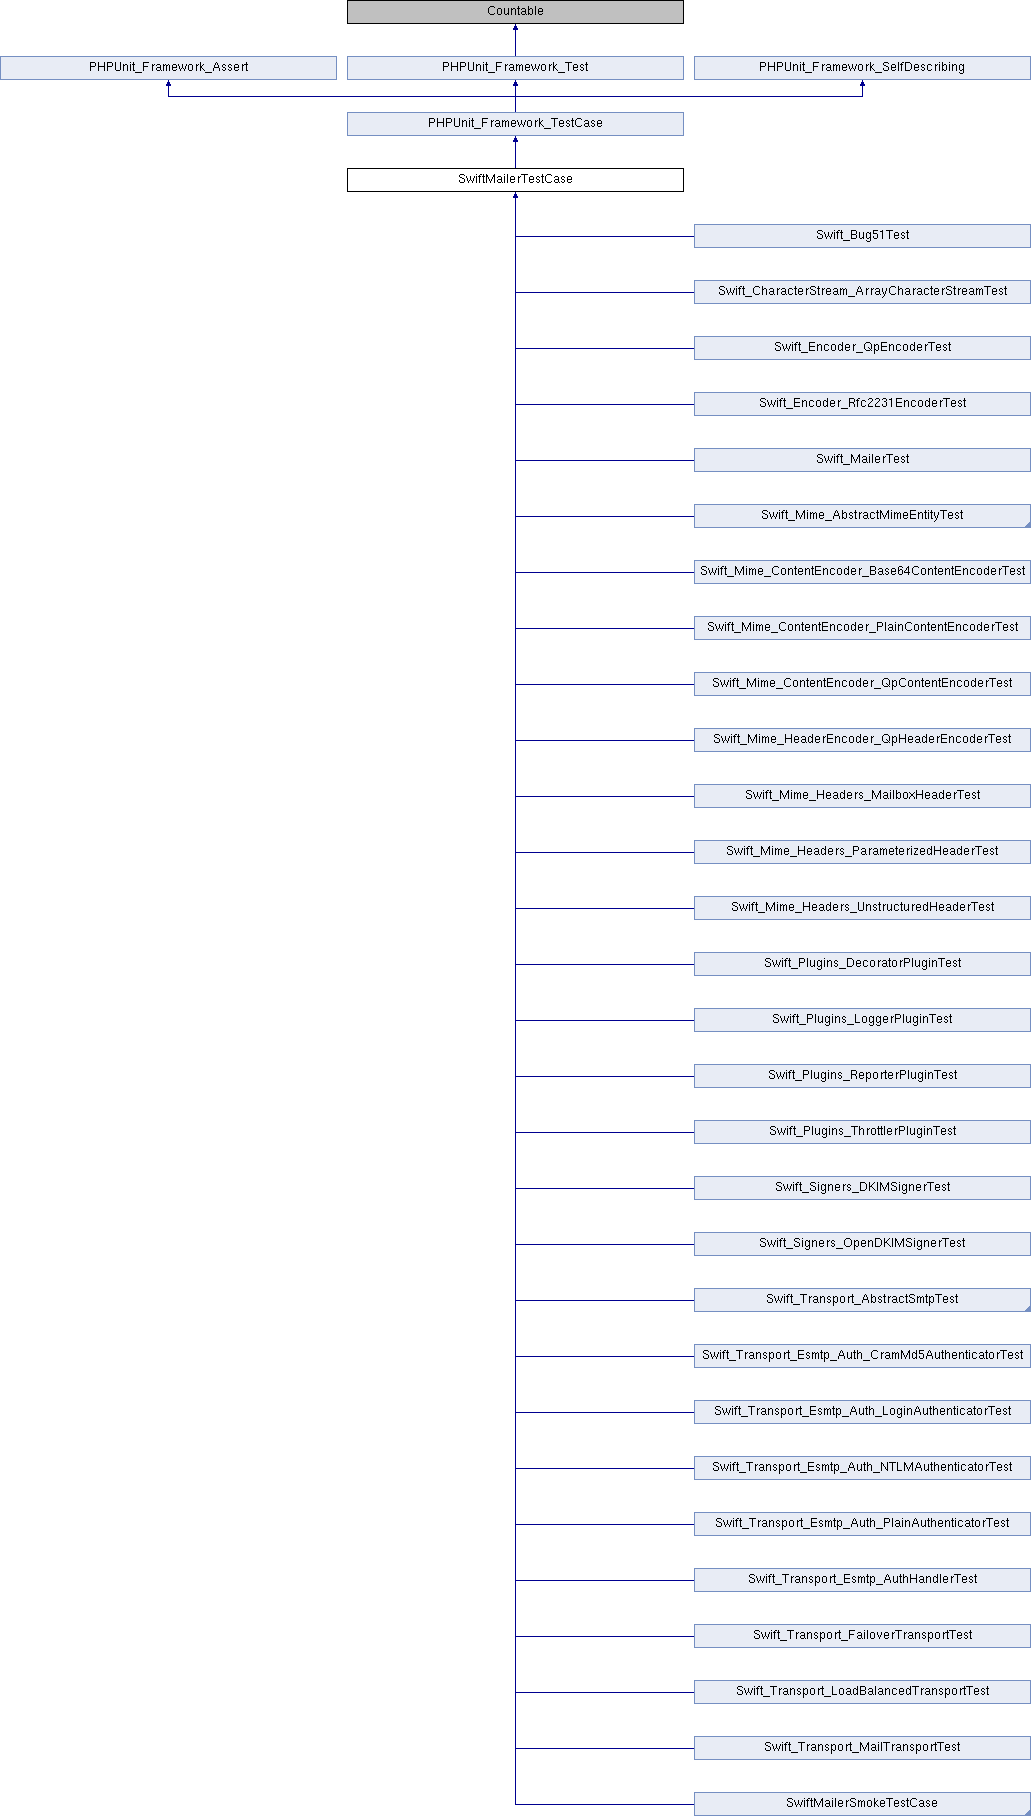 Countable
PHPUnit_Framework_Assert
PHPUnit_Framework_Test
PHPUnit_Framework_SelfDescribing
PHPUnit_Framework_TestCase
SwiftMailerTestCase
Swift_Bug51Test
Swift_CharacterStream_ArrayCharacterStreamTest
Swift_Encoder_QpEncoderTest
Swift_Encoder_Rfc2231EncoderTest
Swift_MailerTest
Swift_Mime_AbstractMimeEntityTest
Swift_Mime_ContentEncoder_Base64ContentEncoderTest
Swift_Mime_ContentEncoder_PlainContentEncoderTest
Swift_Mime_ContentEncoder_QpContentEncoderTest
Swift_Mime_HeaderEncoder_QpHeaderEncoderTest
Swift_Mime_Headers_MailboxHeaderTest
Swift_Mime_Headers_ParameterizedHeaderTest
Swift_Mime_Headers_UnstructuredHeaderTest
Swift_Plugins_DecoratorPluginTest
Swift_Plugins_LoggerPluginTest
Swift_Plugins_ReporterPluginTest
Swift_Plugins_ThrottlerPluginTest
Swift_Signers_DKIMSignerTest
Swift_Signers_OpenDKIMSignerTest
Swift_Transport_AbstractSmtpTest
Swift_Transport_Esmtp_Auth_CramMd5AuthenticatorTest
Swift_Transport_Esmtp_Auth_LoginAuthenticatorTest
Swift_Transport_Esmtp_Auth_NTLMAuthenticatorTest
Swift_Transport_Esmtp_Auth_PlainAuthenticatorTest
Swift_Transport_Esmtp_AuthHandlerTest
Swift_Transport_FailoverTransportTest
Swift_Transport_LoadBalancedTransportTest
Swift_Transport_MailTransportTest
SwiftMailerSmokeTestCase